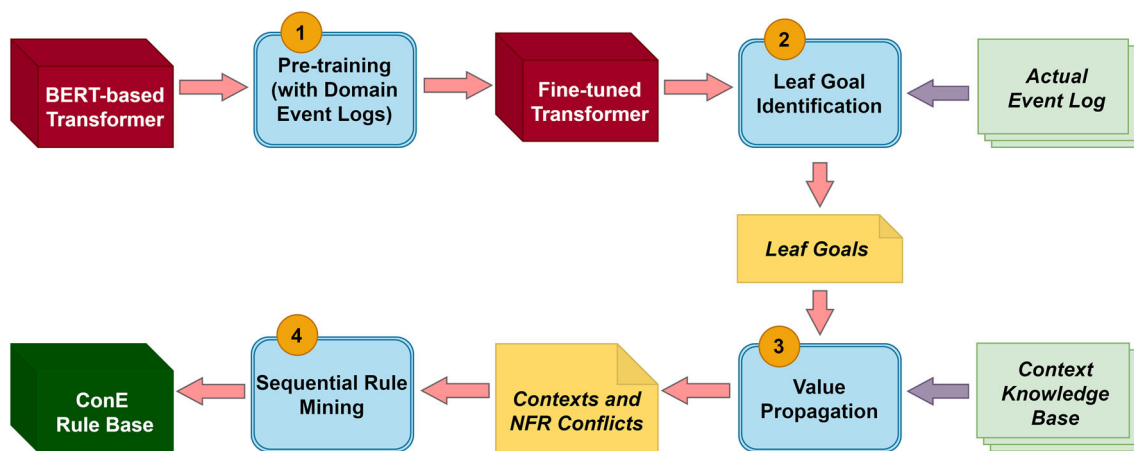 1
BERT-based
Transformer
Pre-training
(with Domain
Event Logs)
Fine-tuned
Transformer
2
Leaf Goal
Identification
Actual
Event Log
Leaf Goals
3
Value
Propagation
Context
Knowledge
Base
Contexts and
NFR Conflicts
4
Sequential Rule
Mining
ConE
Rule Base